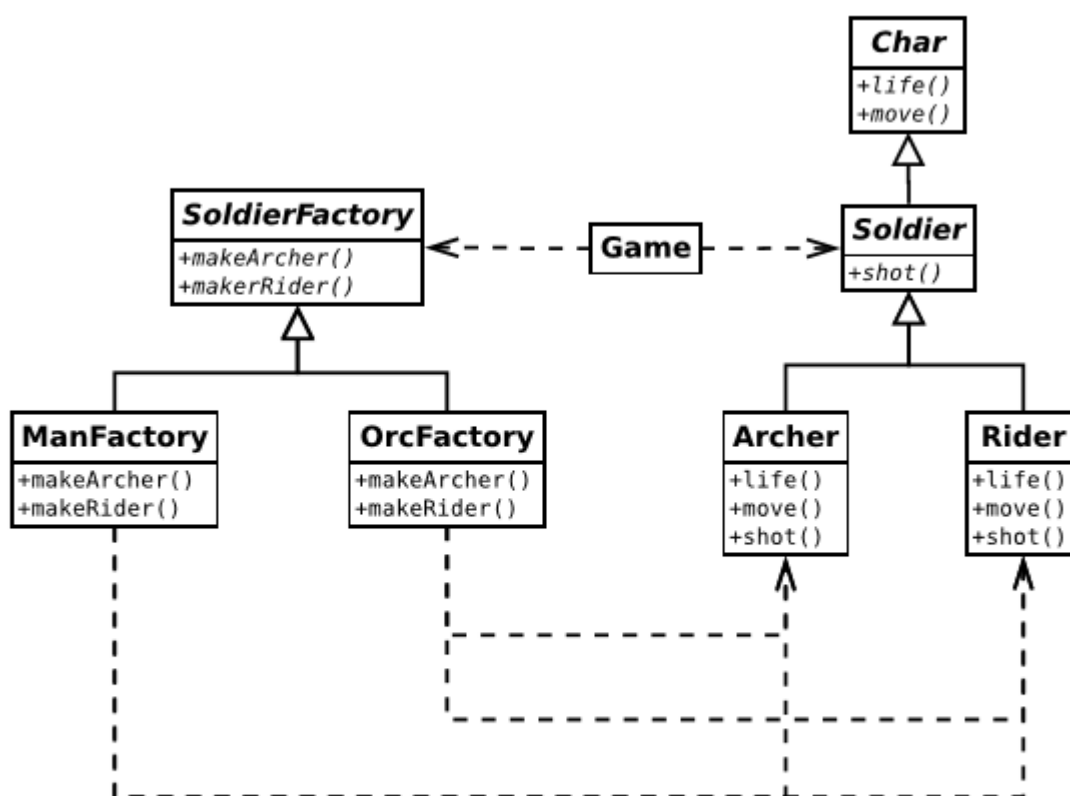 Char
+life()
+move()
SoldierFactory
+makeArcher()
+makerRider()
Game
Soldier
+shot()
ManFactory
+makeArcher()
+makeRider()
OrcFactory
+makeArcher()
+makeRider()
Archer
+life()
+move()
+shot()
Rider
+life()
+move()
+shot()